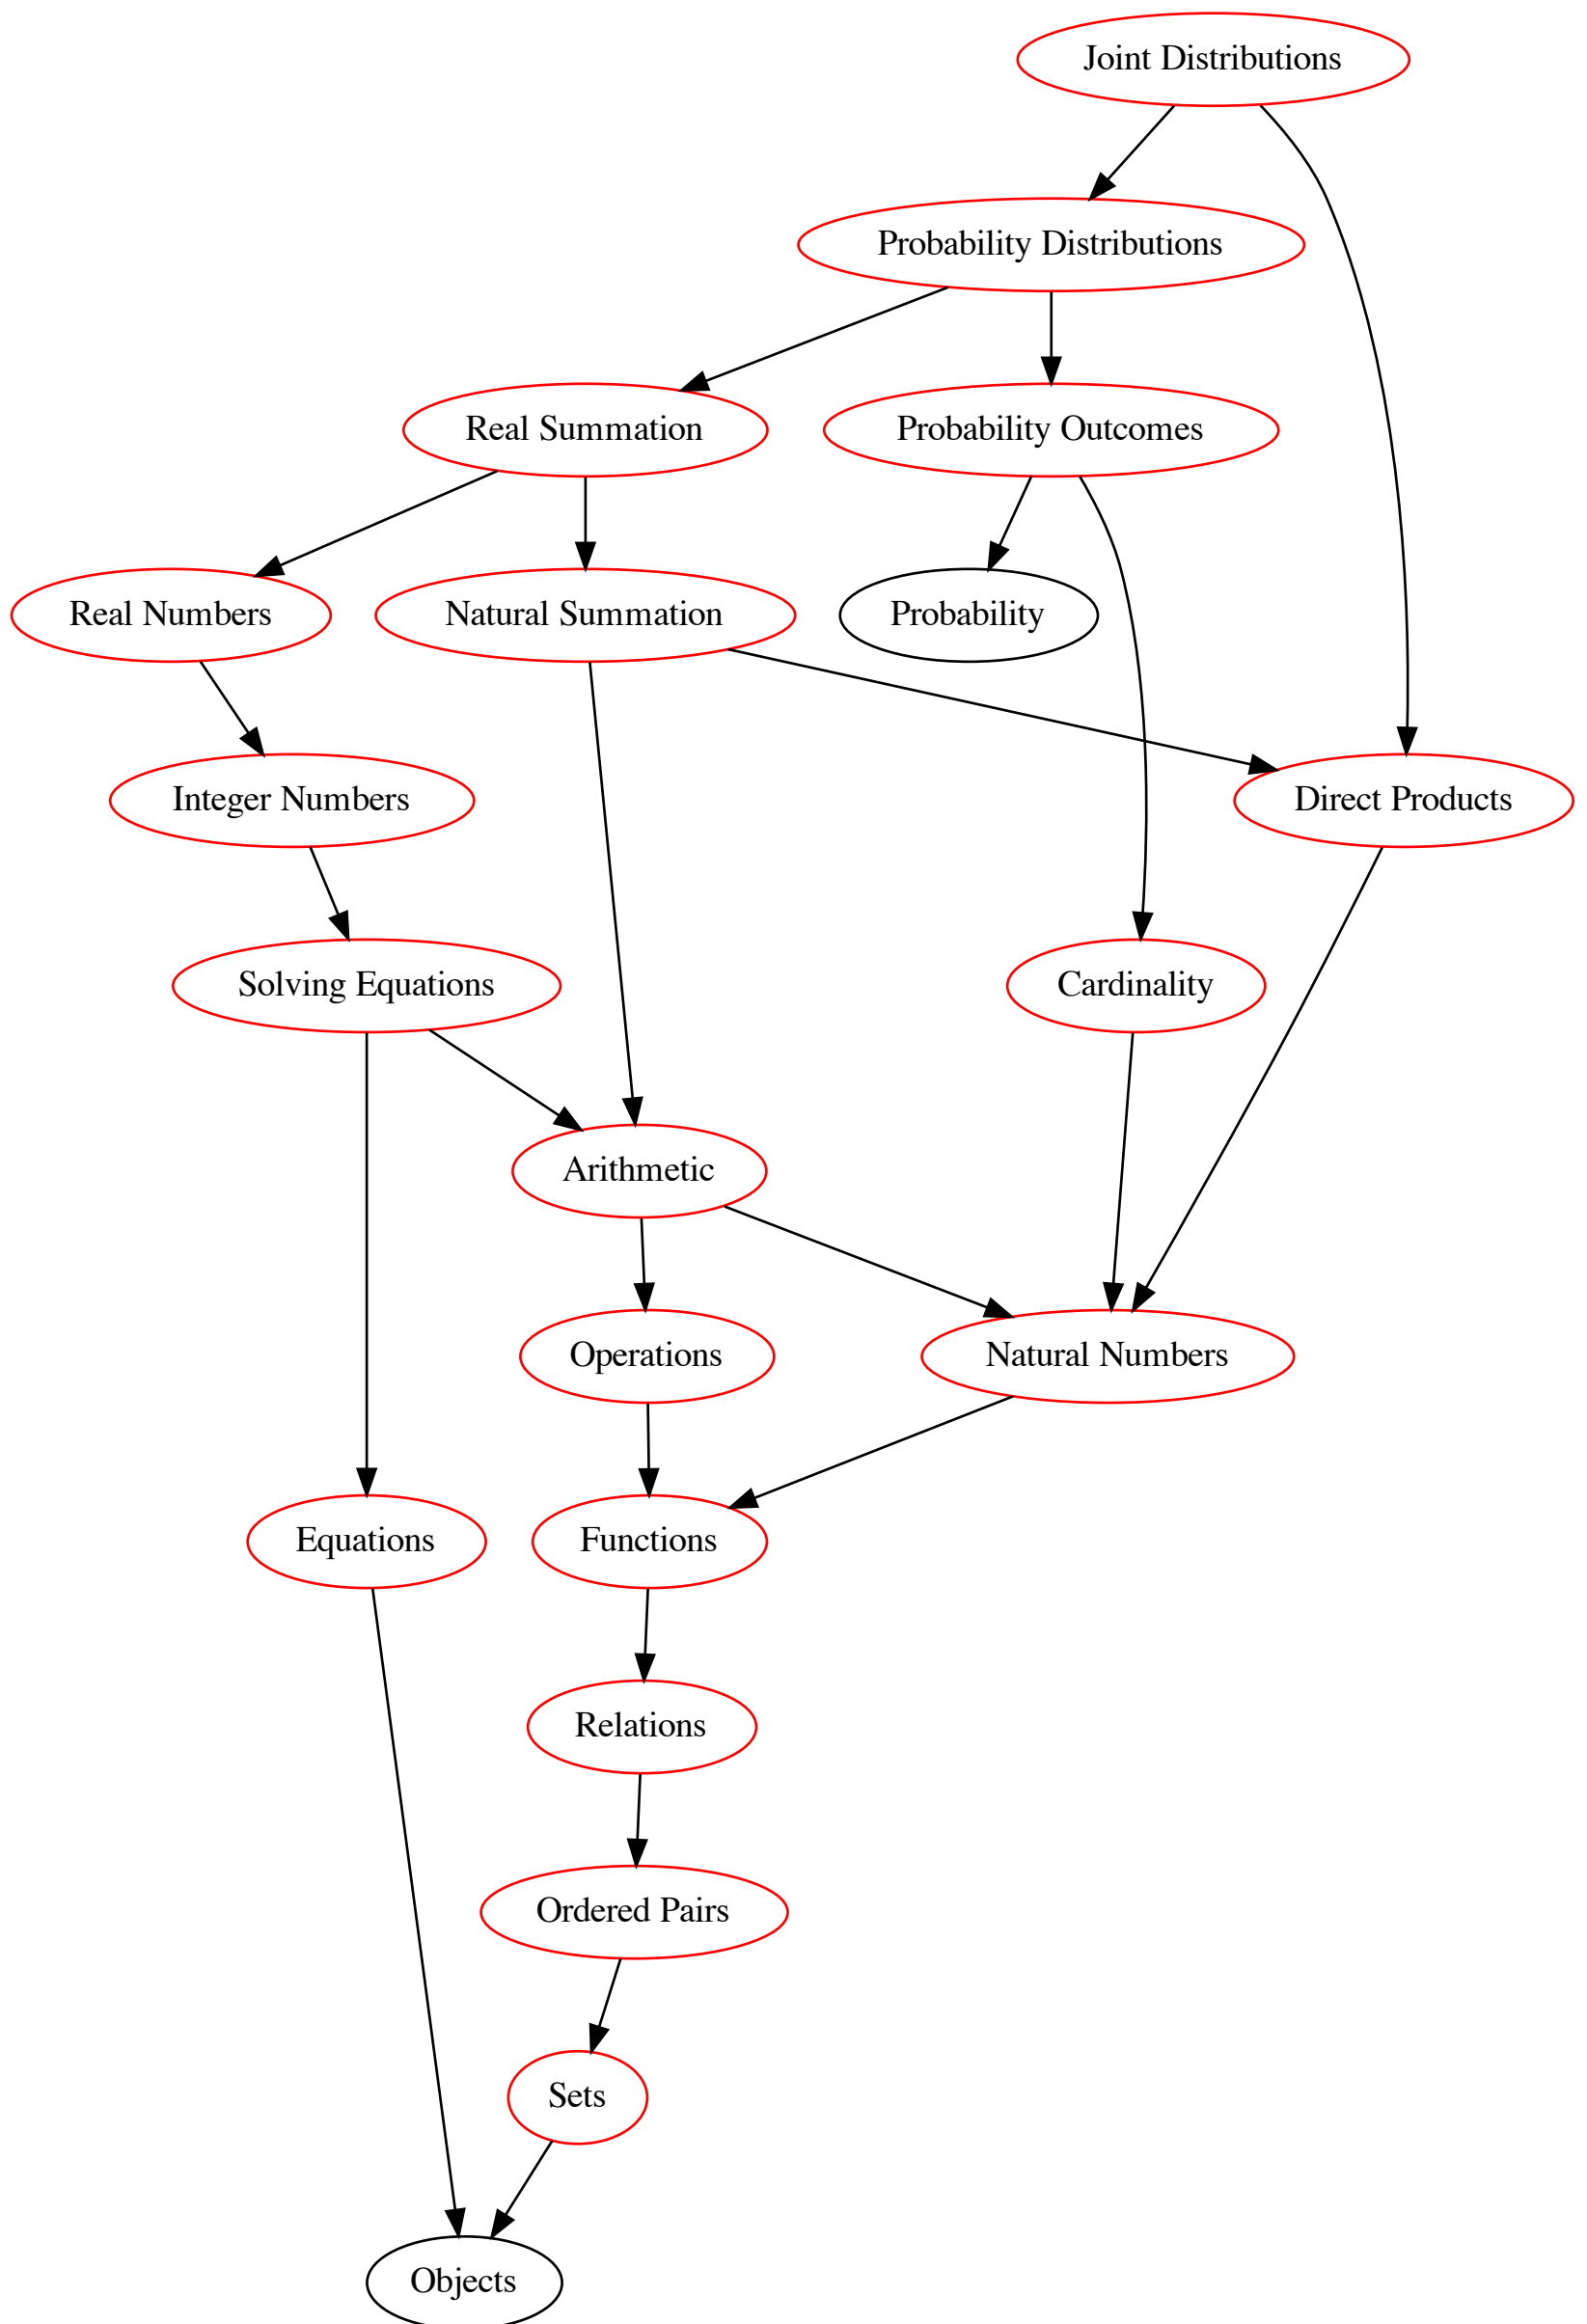 Joint Distributions
Probability Distributions
Real Summation
Probability Outcomes
Real Numbers
Natural Summation
Probability
Integer Numbers
Direct Products
Solving Equations
Cardinality
Arithmetic
Operations
Natural Numbers
Equations
Functions
Relations
Ordered Pairs
Sets
Objects